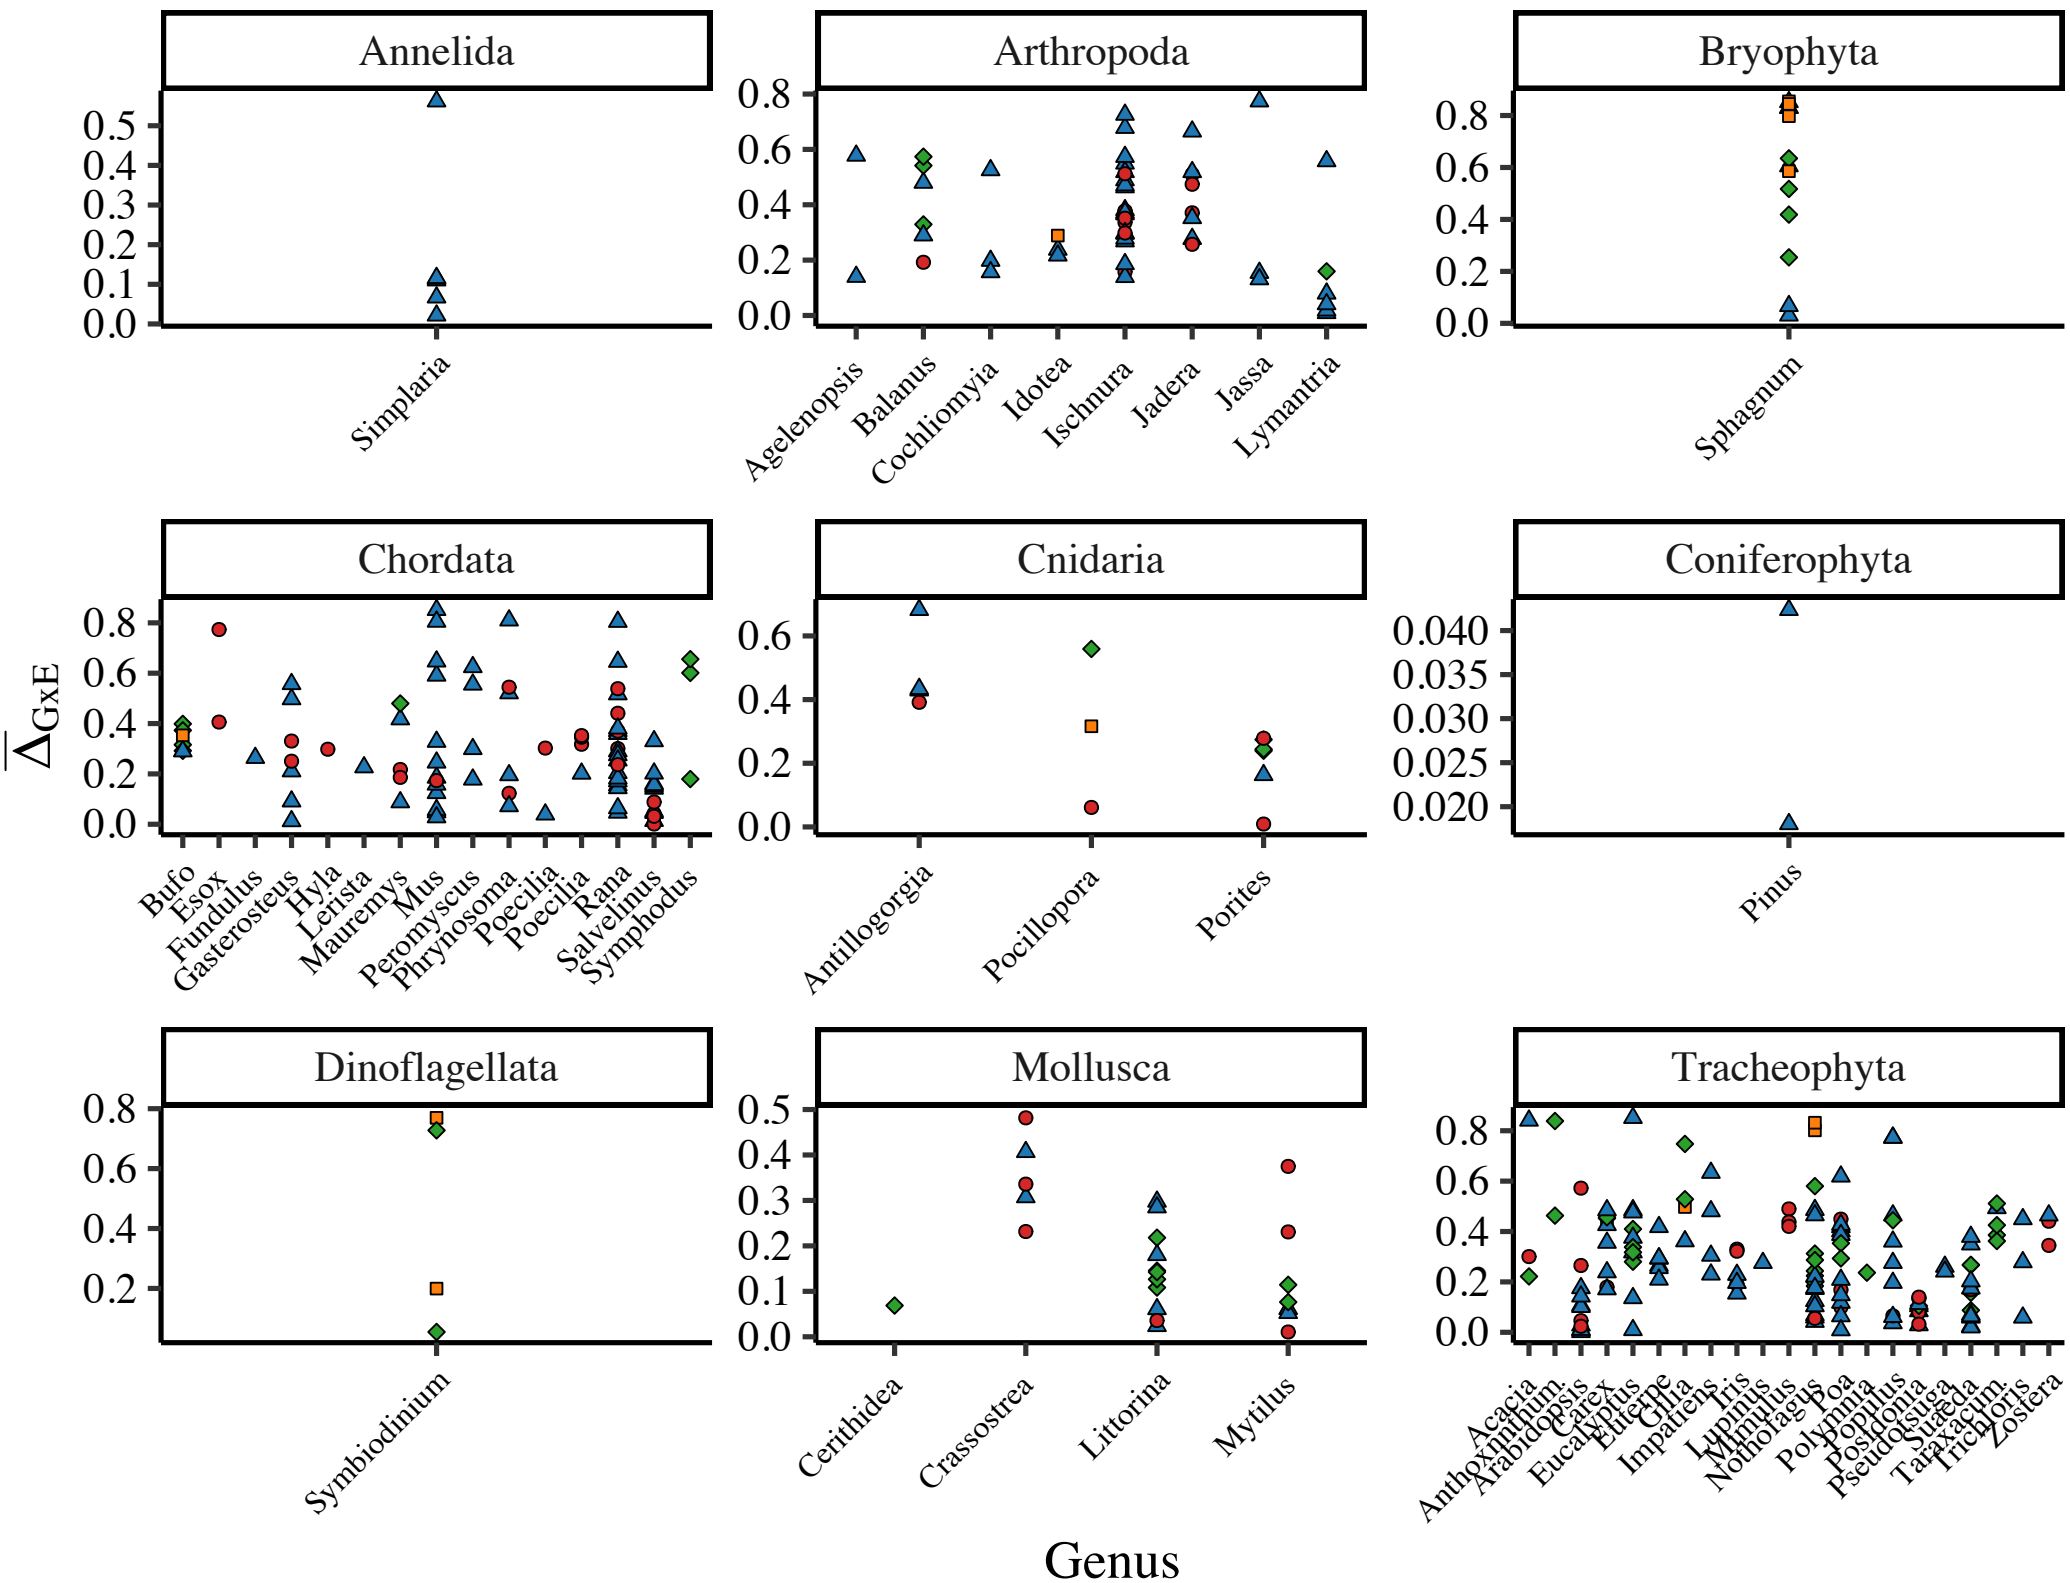 Annelida
Arthropoda
Bryophyta
0.5
0.4
0.3
0.2
0.1
0.0
Simplaria
0.8
0.6
0.4
0.2
0.0
Agelenopsis
Balanus
Cochliomyia
Idotea
Ischnura
Jadera
Jassa
Lymantria
0.8
0.6
0.4
0.2
0.0
Sphagnum
Δ̅GxE
Chordata
Cnidaria
Coniferophyta
0.8
0.6
0.4
0.2
0.0
Bufo
Esox
Fundulus
Gasterosteus
Hyla
Lerista
Mauremys
Mus
Peromyscus
Phrynosoma
Poecilia
Poecilia
Rana
Salvelinus
Symphodus
0.6
0.4
0.2
0.0
Antillogorgia
Pocillopora
Porites
0.040
0.035
0.030
0.025
0.020
Pinus
Dinoflagellata
Mollusca
Tracheophyta
0.8
0.6
0.4
0.2
Symbiodinium
0.5
0.4
0.3
0.2
0.1
0.0
Cerithidea
Crassostrea
Littorina
Mytilus
0.8
0.6
0.4
0.2
0.0
Acacia
Anthoxnnthum.
Arabidopsis
Carex
Eucalyptus
Euterpe
Gilia
Impatiens
Iris
Lupinus
Mimulus
Nothofagus
Poa
Polymnia
Populus
Posidonia
Pseudotsuga
Suaeda
Taraxacum.
Trichloris
Zostera
Genus